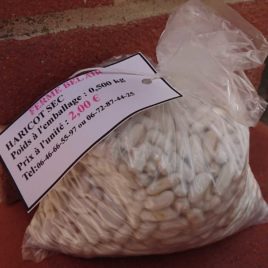 FERME BEL AIR
HARICOT SEC
Poids à l'emballage : 0,500 kg
Prix à l'unité : 2,00 €
Tel:06-46-66-55-97 ou 06-72-87-44-25